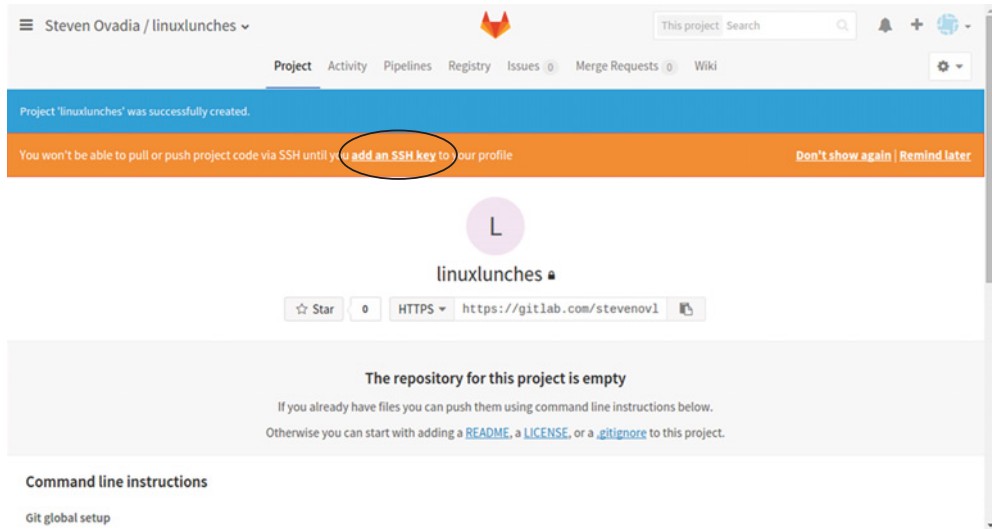 Steven Ovadia / linuxlunches
This project Search
Project Activity Pipelines Registry Issues 0 Merge Requests 0 Wiki
Project 'linuxlunches' was successfully created.
You won't be able to pull or push project code via SSH until you add an SSH key to your profile
Don't show again | Remind later
L
linuxlunches
Star 0 HTTPS https://gitlab.com/stevenovl
The repository for this project is empty
If you already have files you can push them using command line instructions below.
Otherwise you can start with adding a README, a LICENSE, or a .gitignore to this project.
Command line instructions
Git global setup